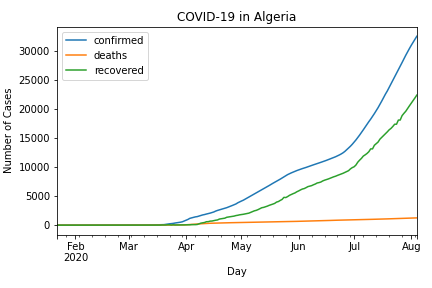 COVID-19 in Algeria
confirmed
deaths
recovered
Number of Cases
30000
25000
20000
15000
10000
5000
0
Feb Mar Apr May Jun Jul Aug
2020
Day